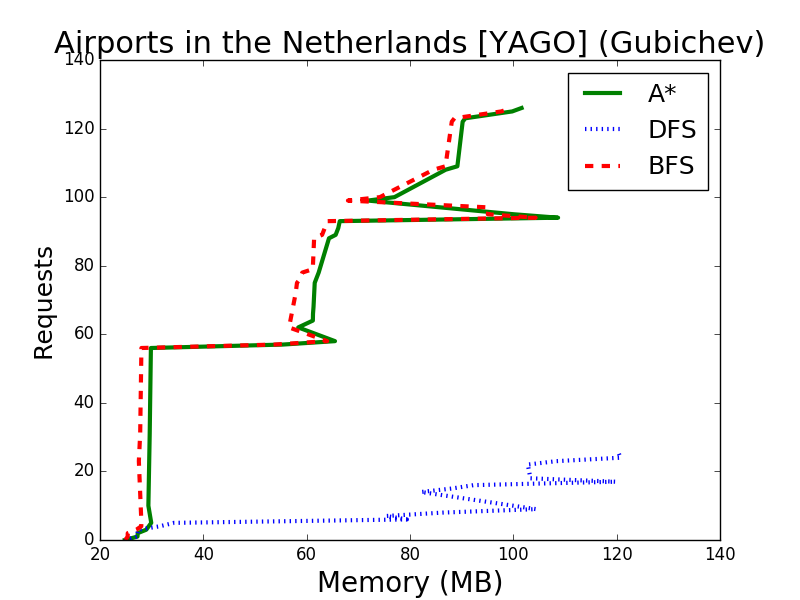 Airports in the Netherlands [YAGO] (Gubichev)
140
120
100
80
60
40
20
0
Requests
A*
DFS
BFS
20 40 60 80 100 120 140
Memory (MB)